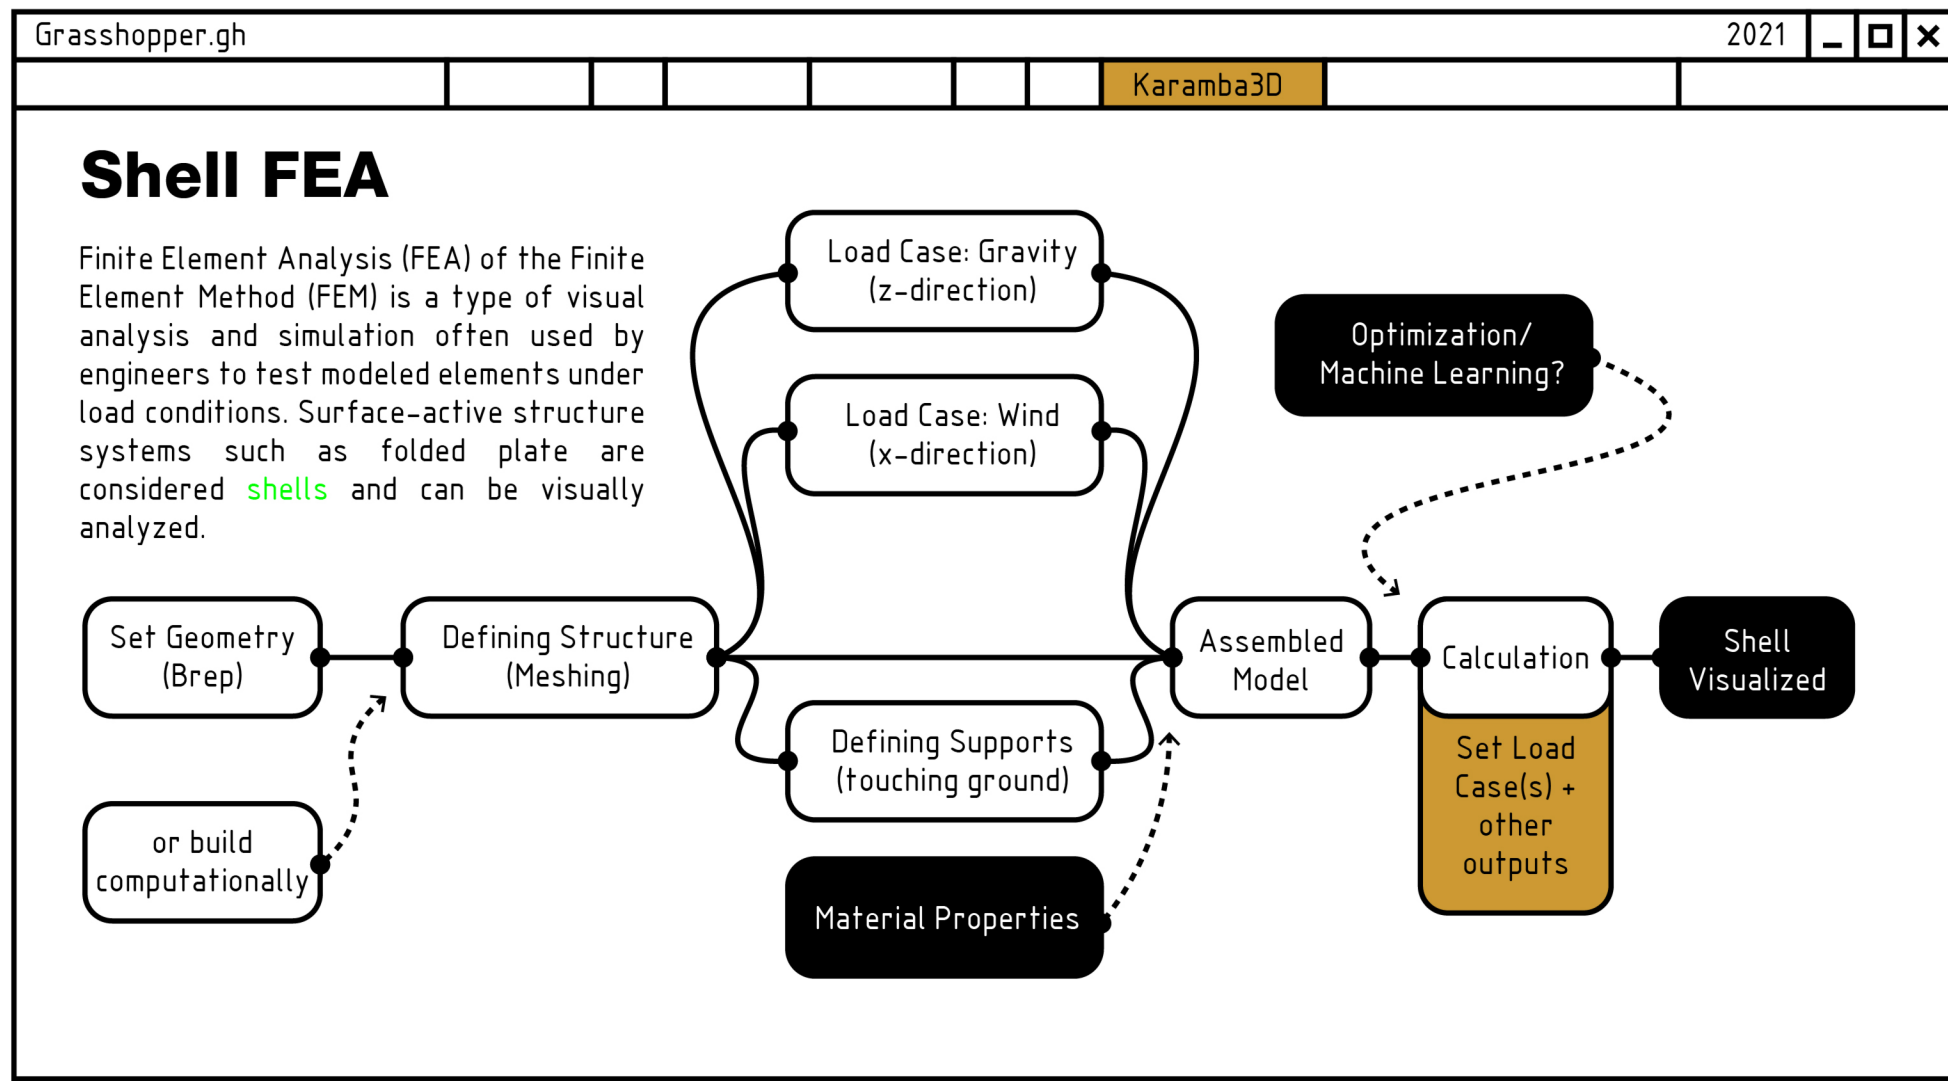 Grasshopper.gh
2021
Karamba3D
Shell FEA
Finite Element Analysis (FEA) of the Finite
Element Method (FEM) is a type of visual
analysis and simulation often used by
engineers to test modeled elements under
load conditions. Surface-active structure
systems such as folded plate are
considered shells and can be visually
analyzed.
Load Case: Gravity
(z-direction)
Load Case: Wind
(x-direction)
Optimization/
Machine Learning?
Set Geometry
(Brep)
Defining Structure
(Meshing)
Assembled
Model
Calculation
Shell
Visualized
Defining Supports
(touching ground)
Set Load
Case(s) +
other
outputs
or build
computationally
Material Properties